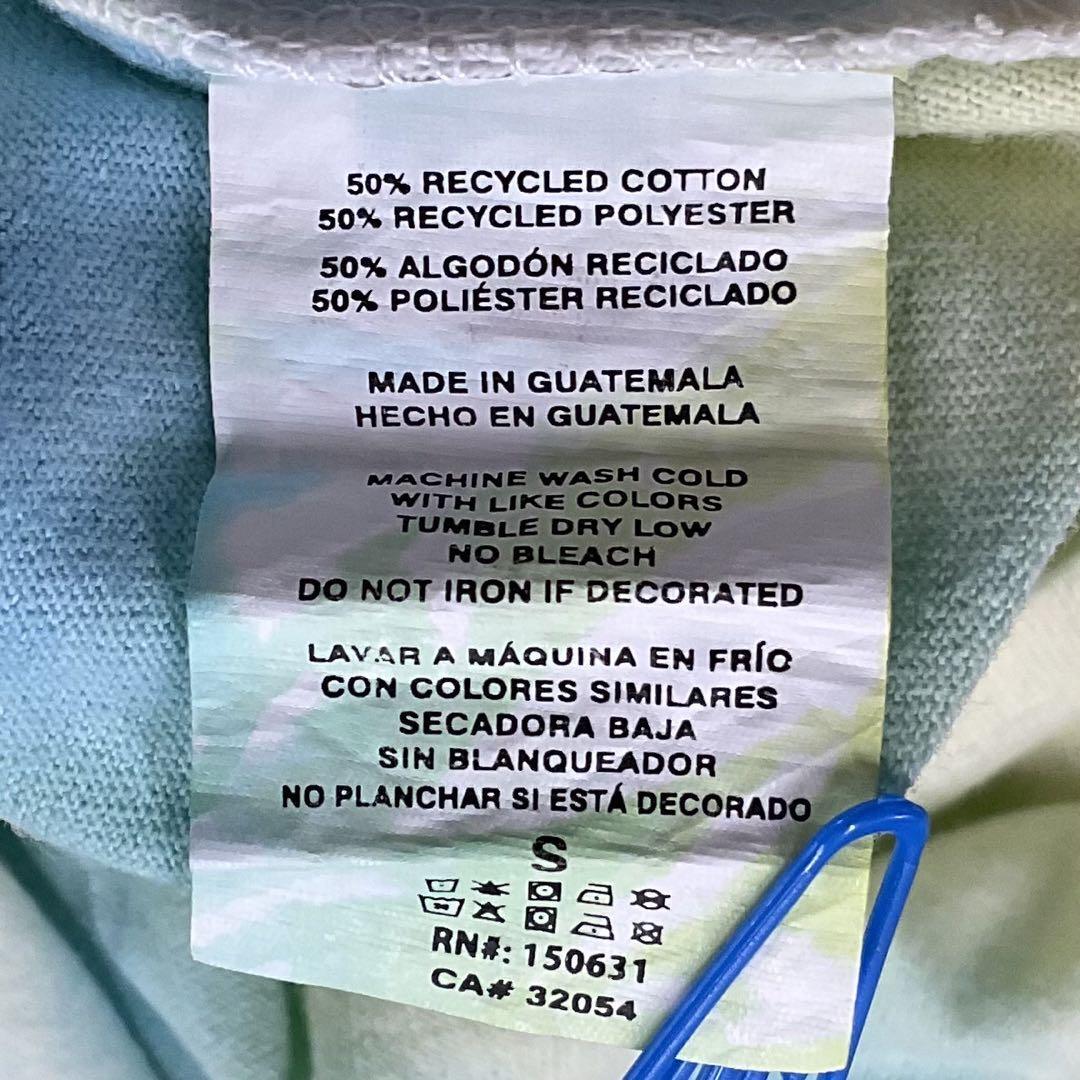 50% RECYCLED COTTON
50% RECYCLED POLYESTER
50% ALGODÓN RECICLADO
50% POLIÉSTER RECICLADO
MADE IN GUATEMALA
HECHO EN GUATEMALA
MACHINE WASH COLD
WITH LIKE COLORS
TUMBLE DRY LOW
NO BLEACH
DO NOT IRON IF DECORATED
LAVAR A MÁQUINA EN FRÍO
CON COLORES SIMILARES
SECADORA BAJA
SIN BLANQUEADOR
NO PLANCHAR SI ESTÁ DECORADO
S
RN#: 150631
CA# 32054